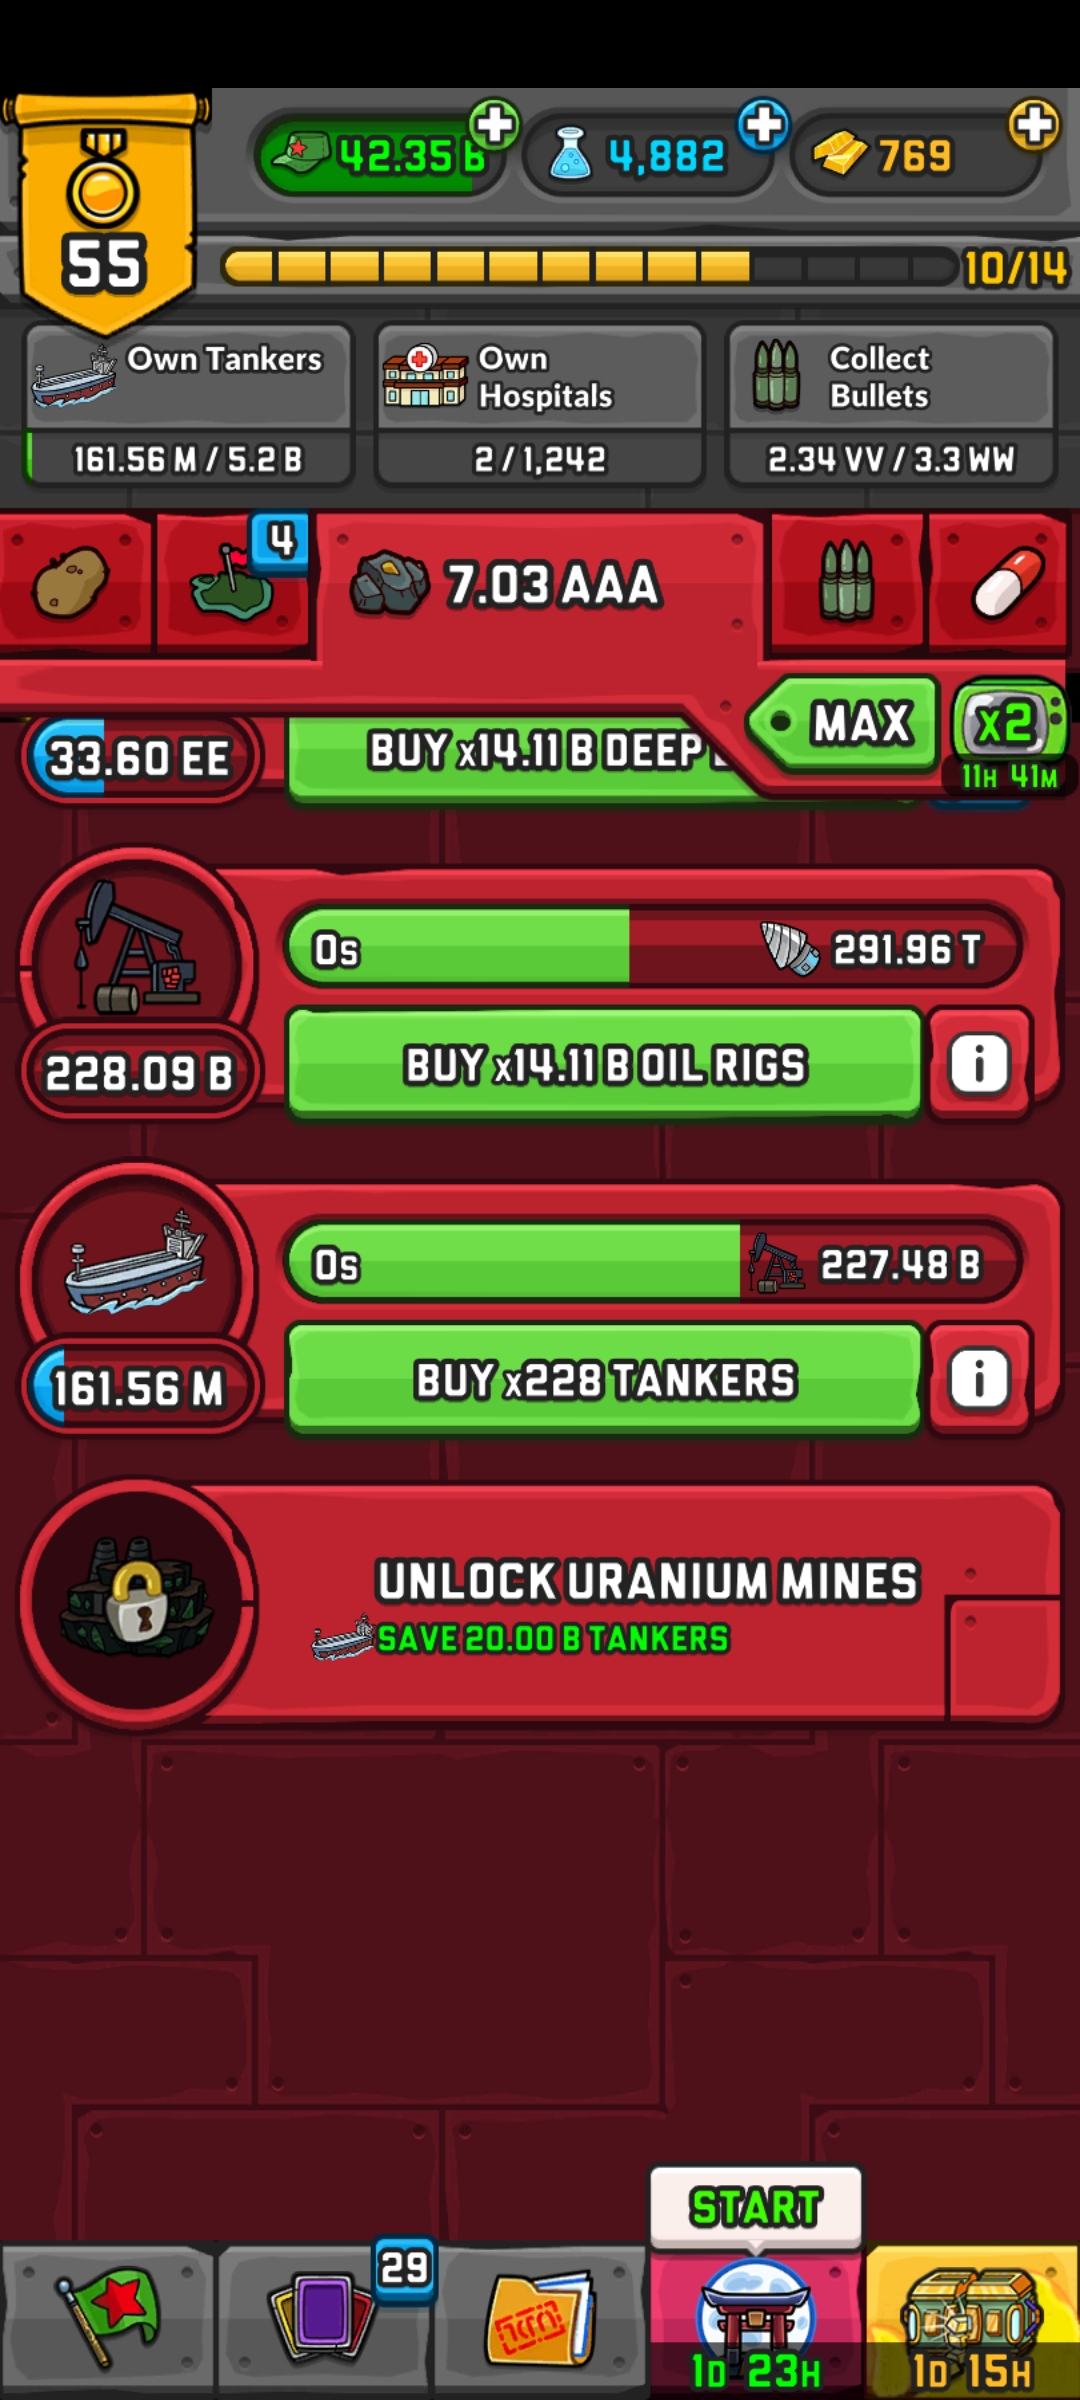 42.35 B
4,882
769
55
10/14
Own Tankers
161.56 M / 5.2 B
Own
Hospitals
2 / 1,242
Collect
Bullets
2.34 VV / 3.3 WW
4
7.03 AAA
MAX
x2
11H 41M
33.60 EE
BUY x14.11 B DEEP
0s
291.96 T
228.09 B
BUY x14.11 B OIL RIGS
i
0s
227.48 B
161.56 M
BUY x228 TANKERS
i
UNLOCK URANIUM MINES
SAVE 20.00 B TANKERS
START
29
1D 23H
1D 15H